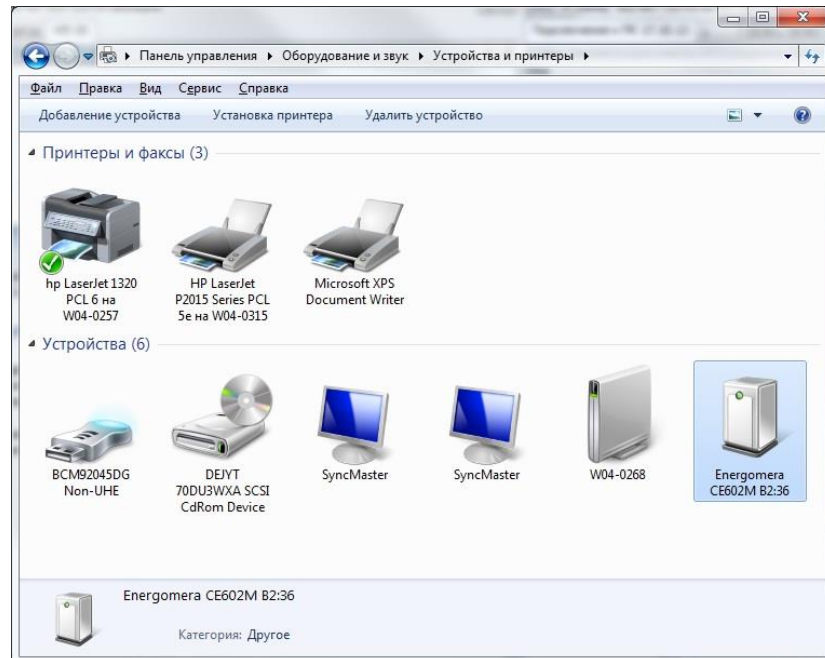 Панель управления ▸ Оборудование и звук ▸ Устройства и принтеры ▸
Файл Правка Вид Сервис Справка
Добавление устройства Установка принтера Удалить устройство
Принтеры и факсы (3)
hp LaserJet 1320
PCL 6 на
W04-0257
HP LaserJet
P2015 Series PCL
5e на W04-0315
Microsoft XPS
Document Writer
Устройства (6)
BCM92045DG
Non-UHE
DEJYT
70DU3WXA SCSI
CdRom Device
SyncMaster
SyncMaster
W04-0268
Energomera
CE602M B2:36
Energomera CE602M B2:36
Категория: Другое